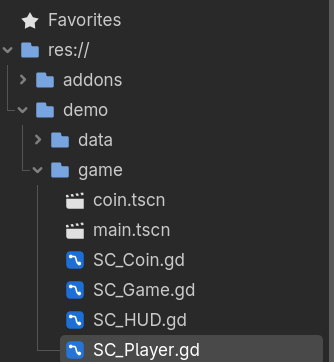 Favorites
res://
addons
demo
data
game
coin.tscn
main.tscn
SC_Coin.gd
SC_Game.gd
SC_HUD.gd
SC_Player.gd